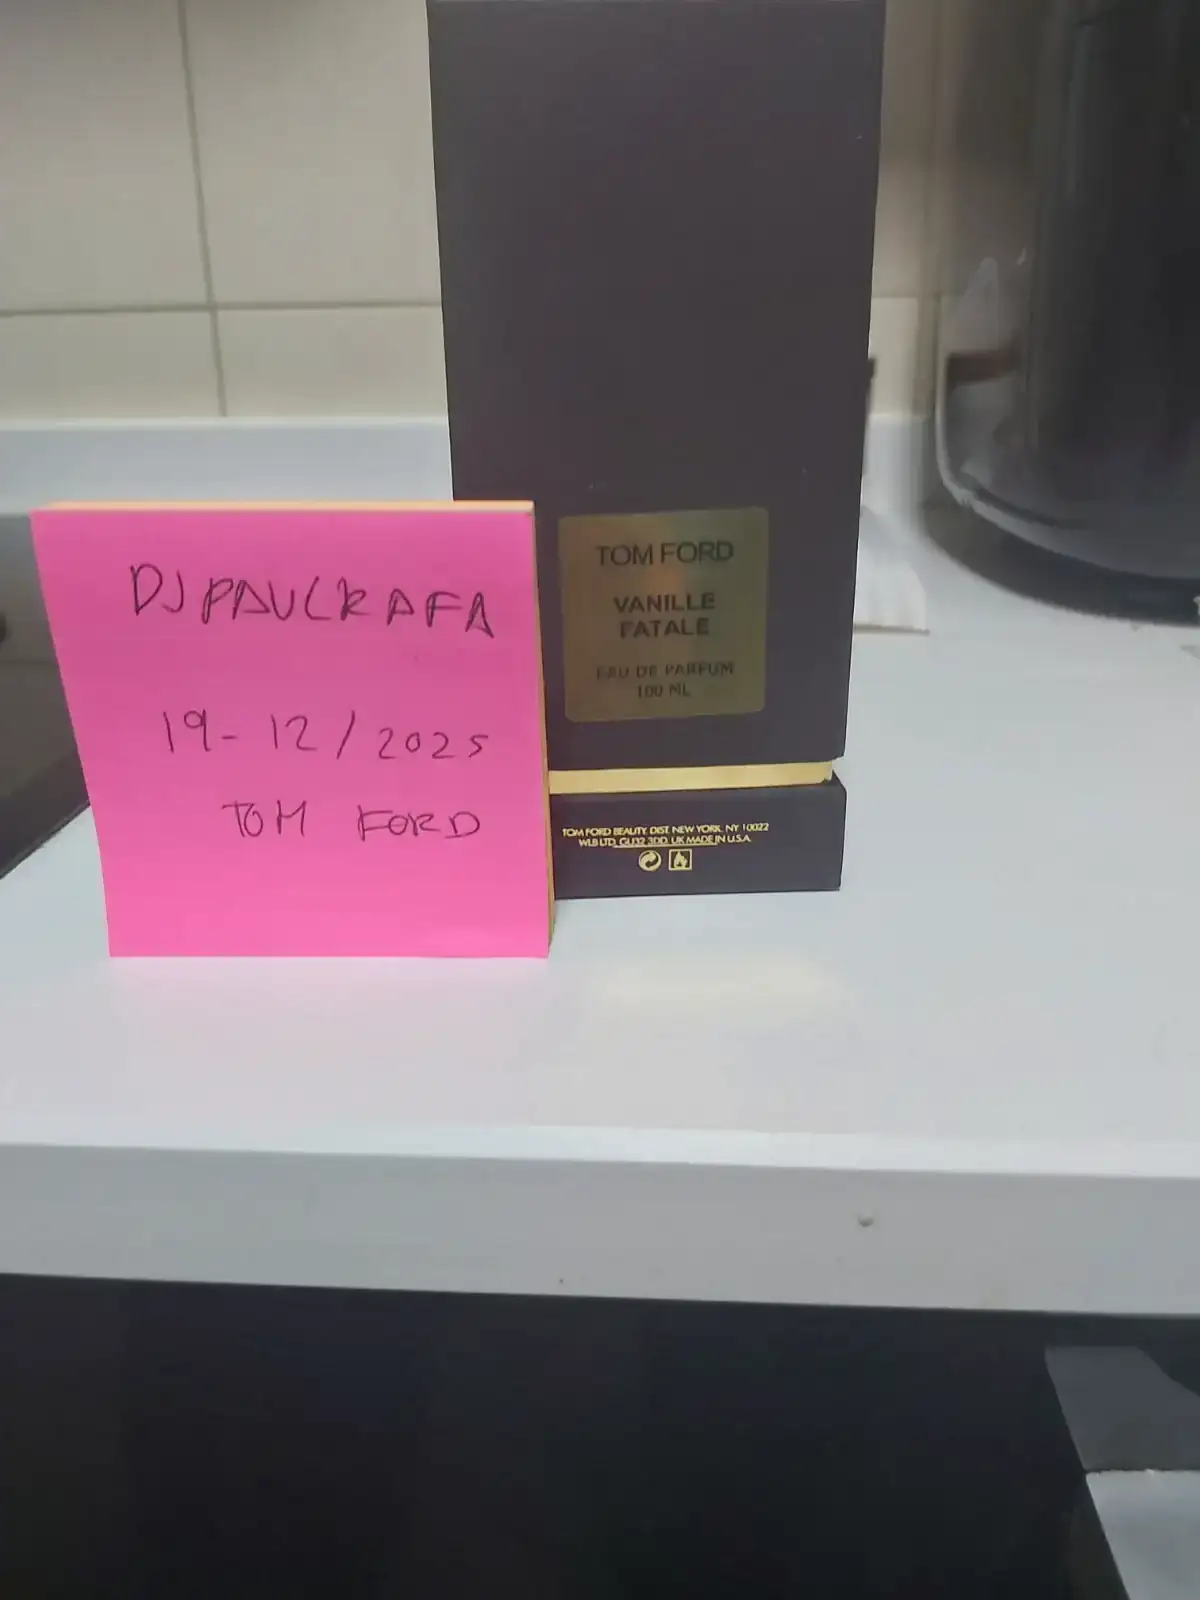 DJPAULRAFA
19-12/2025
TOM FORD
TOM FORD
VANILLE
FATALE
EAU DE PARFUM
100 ML
TOM FORD BEAUTY, DIST. NEW YORK, NY 10022
WLB LTD, GU32 3DD, UK MADE IN U.S.A.